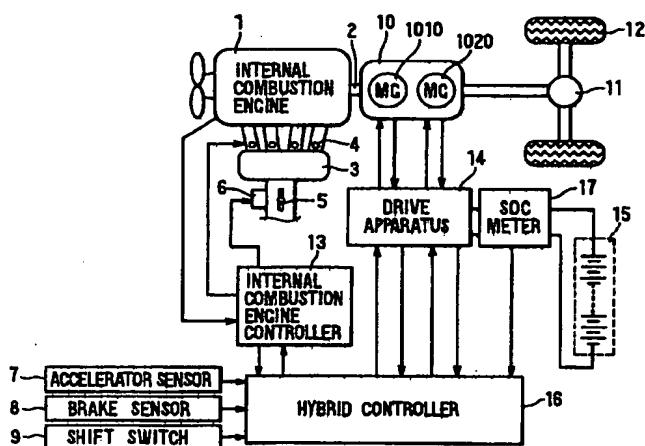 1
2
10
1010
1020
12
INTERNAL
COMBUSTION
ENGINE
MG
MG
11
4
3
6
5
14
17
DRIVE
APPARATUS
SOC
METER
15
13
INTERNAL
COMBUSTION
ENGINE
CONTROLLER
7
ACCELERATOR SENSOR
8
BRAKE SENSOR
9
SHIFT SWITCH
HYBRID CONTROLLER
16